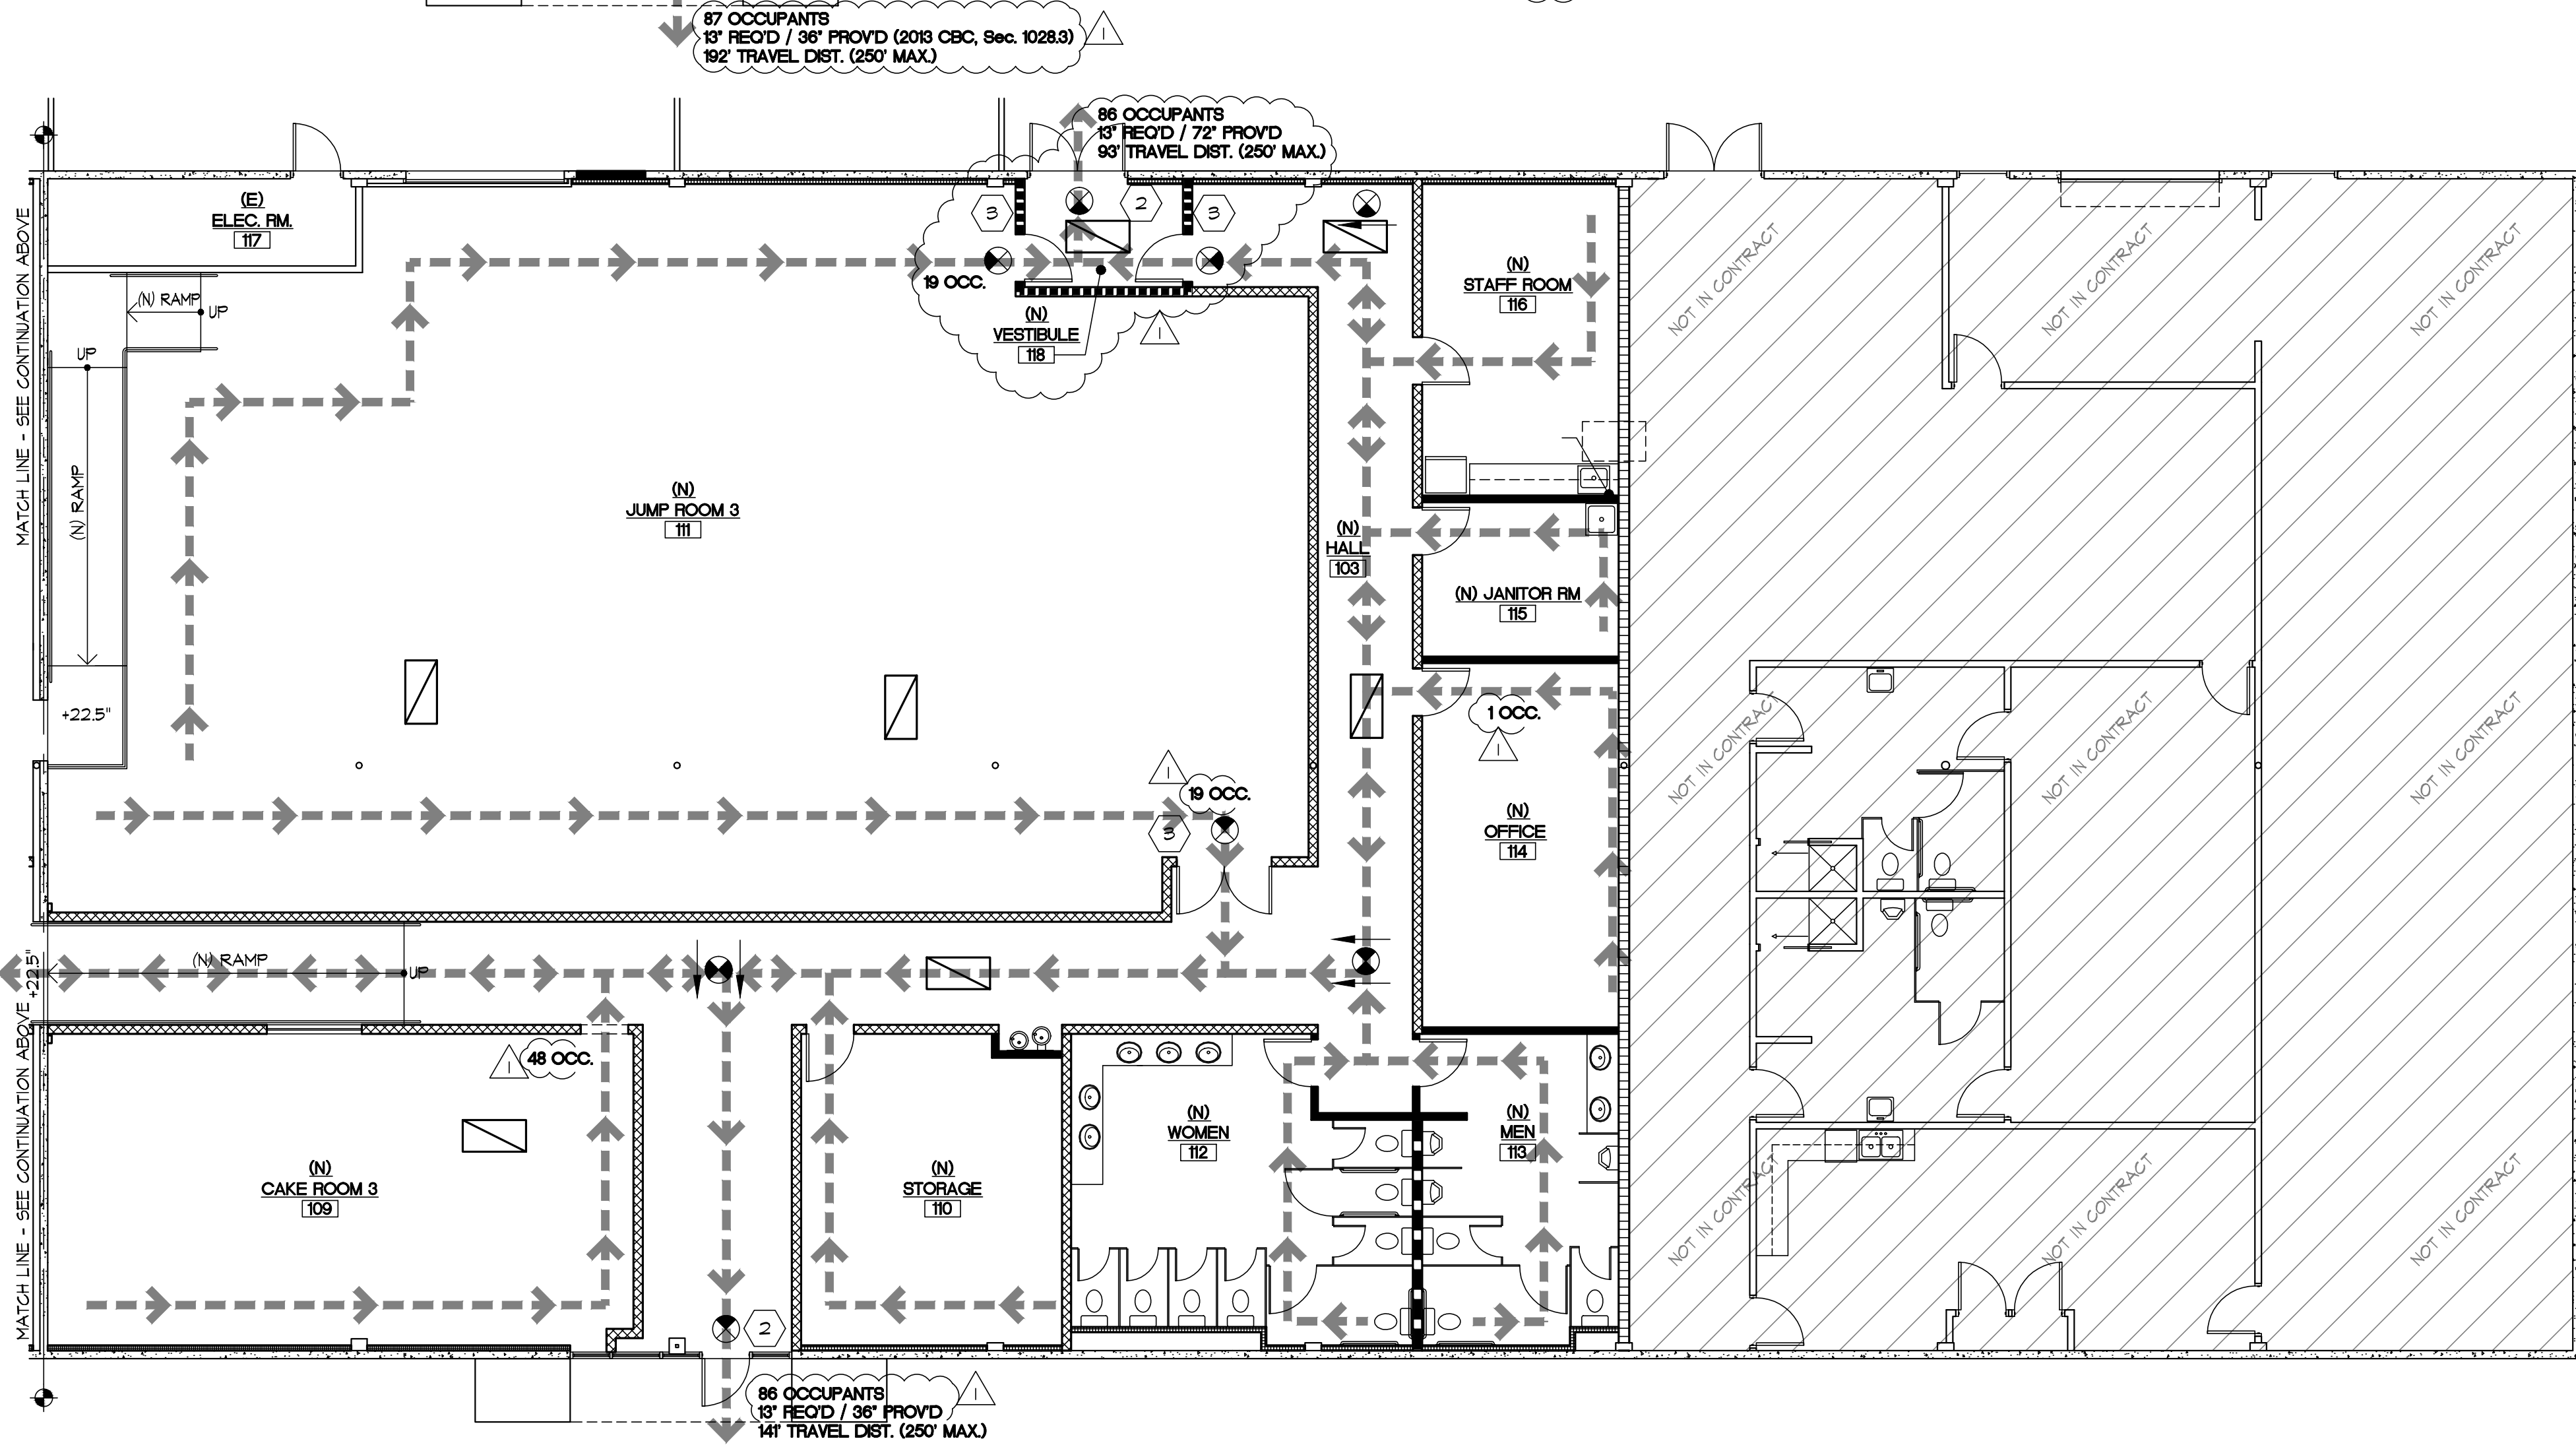 87 OCCUPANTS
13" REQ'D / 36" PROV'D (2013 CBC, Sec. 1028.3)
192' TRAVEL DIST. (250' MAX.)
1
86 OCCUPANTS
13" REQ'D / 72" PROV'D
93' TRAVEL DIST. (250' MAX.)
MATCH LINE - SEE CONTINUATION ABOVE
(E)
ELEC. RM.
117
(N) RAMP
UP
UP
(N) RAMP
+22.5"
3
2
3
19 OCC.
(N)
VESTIBULE
118
1
(N)
STAFF ROOM
116
(N)
JUMP ROOM 3
111
(N)
HALL
103
(N) JANITOR RM
115
1 OCC.
1
1
19 OCC.
3
(N)
OFFICE
114
NOT IN CONTRACT
NOT IN CONTRACT
NOT IN CONTRACT
NOT IN CONTRACT
NOT IN CONTRACT
NOT IN CONTRACT
NOT IN CONTRACT
NOT IN CONTRACT
NOT IN CONTRACT
MATCH LINE - SEE CONTINUATION ABOVE
+22.5"
(N) RAMP
UP
1
48 OCC.
(N)
CAKE ROOM 3
109
(N)
STORAGE
110
(N)
WOMEN
112
(N)
MEN
113
2
86 OCCUPANTS
13" REQ'D / 36" PROV'D
141' TRAVEL DIST. (250' MAX.)
1